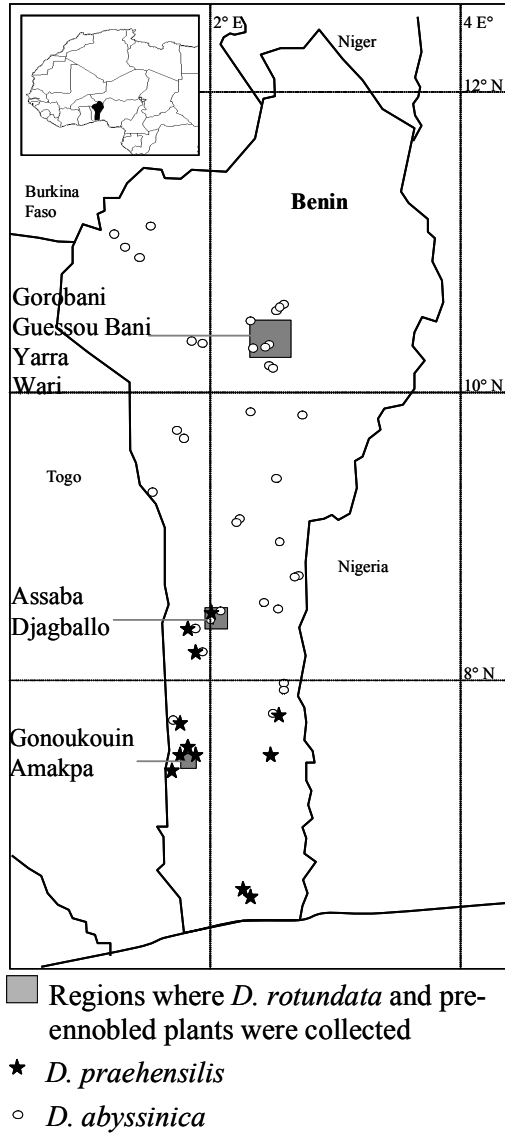 2° E
4 E°
Niger
12° N
Burkina
Faso
Benin
Gorobani
Guessou Bani
Yarra
Wari
10° N
Togo
Nigeria
Assaba
Djagballo
8° N
Gonoukouin
Amakpa
Regions where D. rotundata and pre-
ennobled plants were collected
D. praehensilis
D. abyssinica